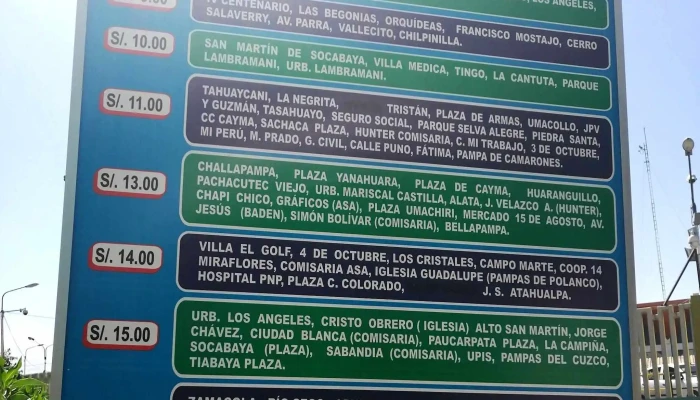 LOS ANGELES,
IV CENTENARIO, LAS BEGONIAS, ORQUÍDEAS, FRANCISCO MOSTAJO, CERRO
SALAVERRY, AV. PARRA, VALLECITO, CHILPINILLA.
S/. 10.00
SAN MARTÍN DE SOCABAYA, VILLA MEDICA, TINGO, LA CANTUTA, PARQUE
LAMBRAMANI, URB. LAMBRAMANI.
S/. 11.00
TAHUAYCANI, LA NEGRITA, TRISTÁN, PLAZA DE ARMAS, UMACOLLO, JPV
Y GUZMÁN, TASAHUAYO, SEGURO SOCIAL, PARQUE SELVA ALEGRE, PIEDRA SANTA,
CC CAYMA, SACHACA PLAZA, HUNTER COMISARIA, C. MI TRABAJO, 3 DE OCTUBRE,
MI PERÚ, M. PRADO, G. CIVIL, CALLE PUNO, FÁTIMA, PAMPA DE CAMARONES.
S/. 13.00
CHALLAPAMPA, PLAZA YANAHUARA, PLAZA DE CAYMA, HUARANGUILLO,
PACHACUTEC VIEJO, URB. MARISCAL CASTILLA, ALATA, J. VELAZCO A. (HUNTER),
CHAPI CHICO, GRÁFICOS (ASA), PLAZA UMACHIRI, MERCADO 15 DE AGOSTO, AV.
JESÚS (BADEN), SIMÓN BOLÍVAR (COMISARIA), BELLAPAMPA.
S/. 14.00
VILLA EL GOLF, 4 DE OCTUBRE, LOS CRISTALES, CAMPO MARTE, COOP. 14
MIRAFLORES, COMISARIA ASA, IGLESIA GUADALUPE (PAMPAS DE POLANCO),
HOSPITAL PNP, PLAZA C. COLORADO, J. S. ATAHUALPA.
S/. 15.00
URB. LOS ANGELES, CRISTO OBRERO ( IGLESIA) ALTO SAN MARTÍN, JORGE
CHÁVEZ, CIUDAD BLANCA (COMISARIA), PAUCARPATA PLAZA, LA CAMPIÑA,
SOCABAYA (PLAZA), SABANDIA (COMISARIA), UPIS, PAMPAS DEL CUZCO,
TIABAYA PLAZA.